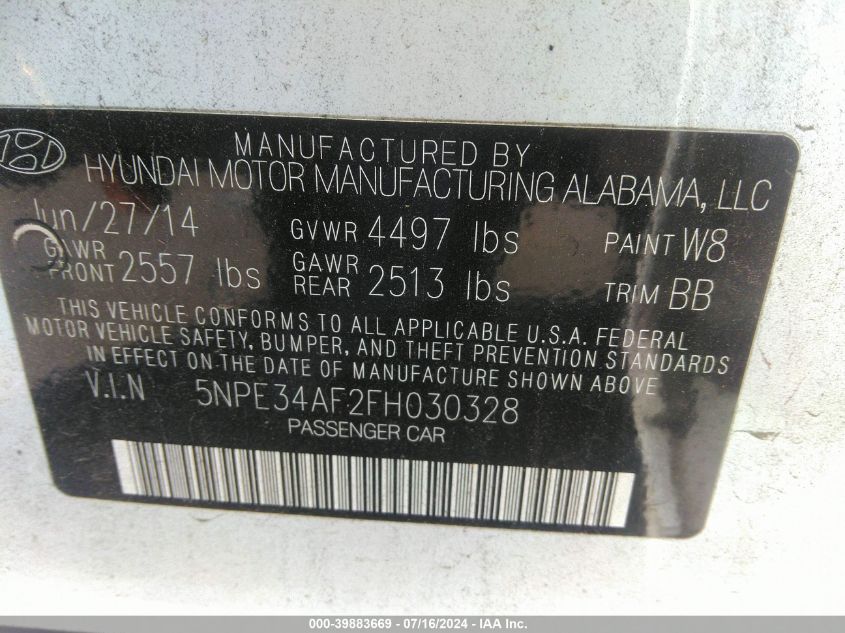 MANUFACTURED BY
HYUNDAI MOTOR MANUFACTURING ALABAMA, LLC
Jun/27/14 GVWR 4497 lbs PAINT W8
GAWR FRONT 2557 lbs GAWR REAR 2513 lbs TRIM BB
THIS VEHICLE CONFORMS TO ALL APPLICABLE U.S.A. FEDERAL
MOTOR VEHICLE SAFETY, BUMPER, AND THEFT PREVENTION STANDARDS
IN EFFECT ON THE DATE OF MANUFACTURING SHOWN ABOVE
V.I.N 5NPE34AF2FH030328
PASSENGER CAR
000-39883669 - 07/16/2024 - IAA Inc.